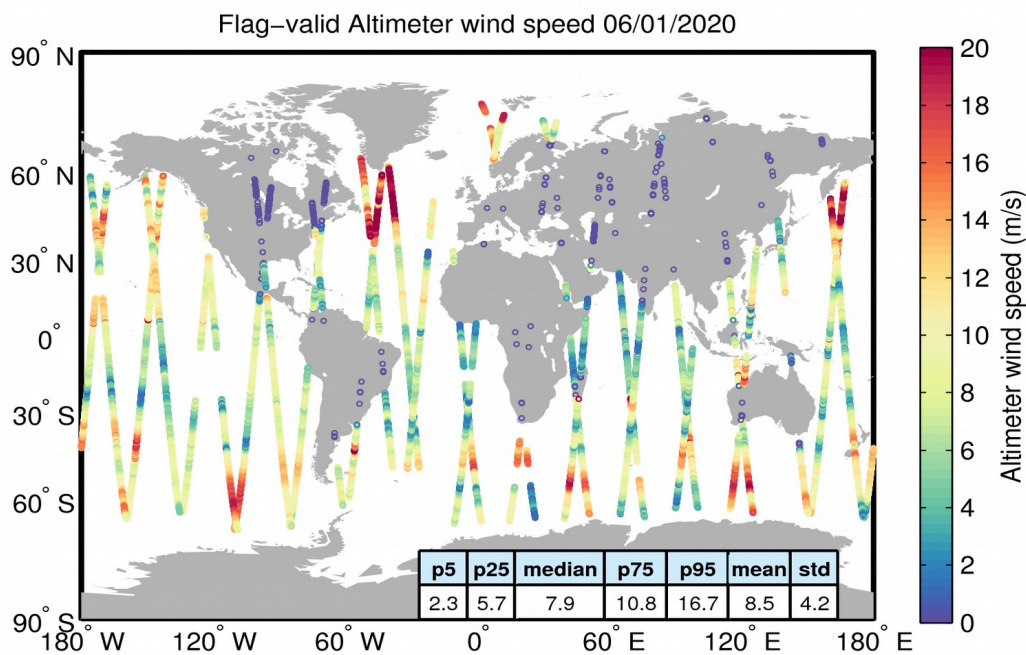 Flag−valid Altimeter wind speed 06/01/2020
90° N
60° N
30° N
0°
30° S
60° S
90° S
180° W
120° W
60° W
0°
60° E
120° E
180° E
p5 p25 median p75 p95 mean std
2.3 5.7 7.9 10.8 16.7 8.5 4.2
20
18
16
14
12
10
8
6
4
2
0
Altimeter wind speed (m/s)